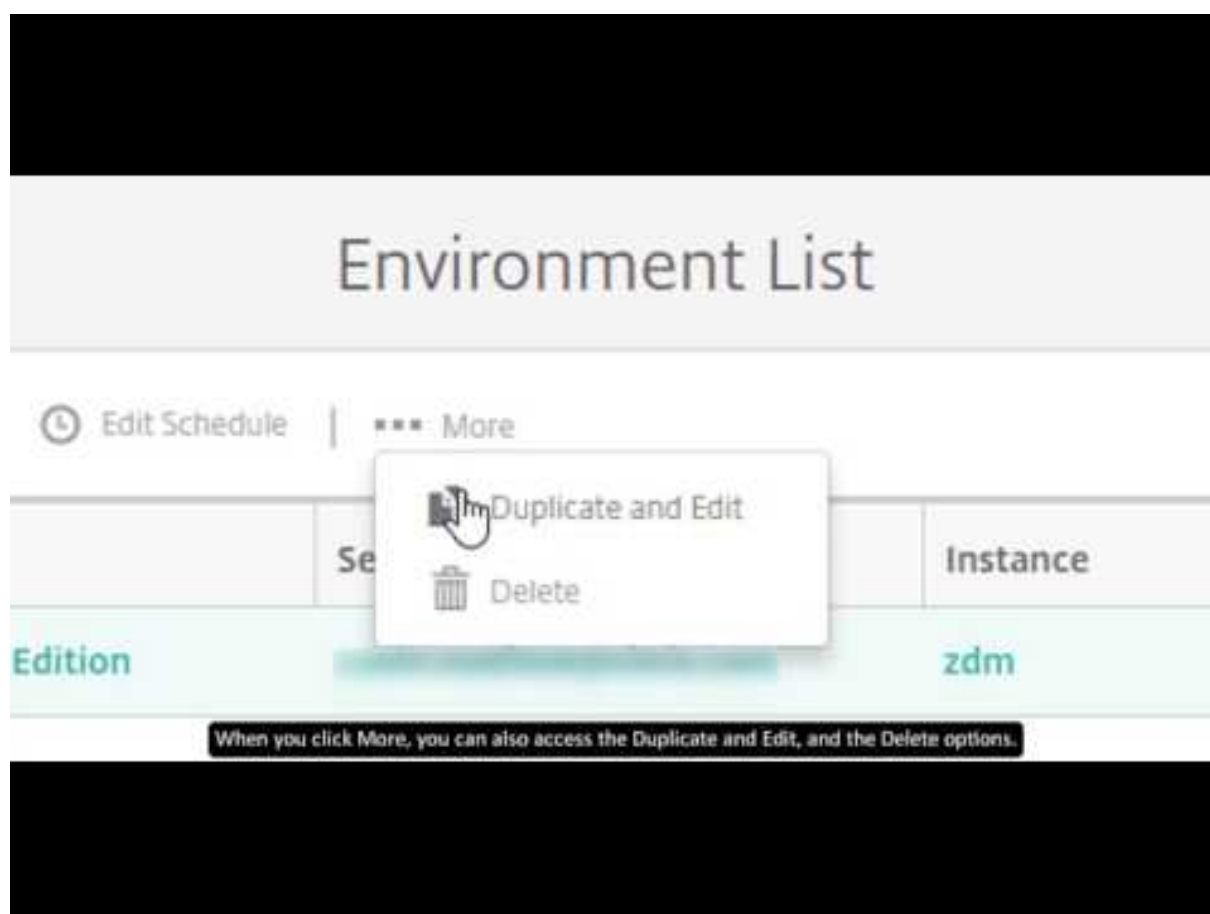 Environment List
Edit Schedule | More
Duplicate and Edit
Se Instance
Delete
Edition zdm
When you click More, you can also access the Duplicate and Edit, and the Delete options.